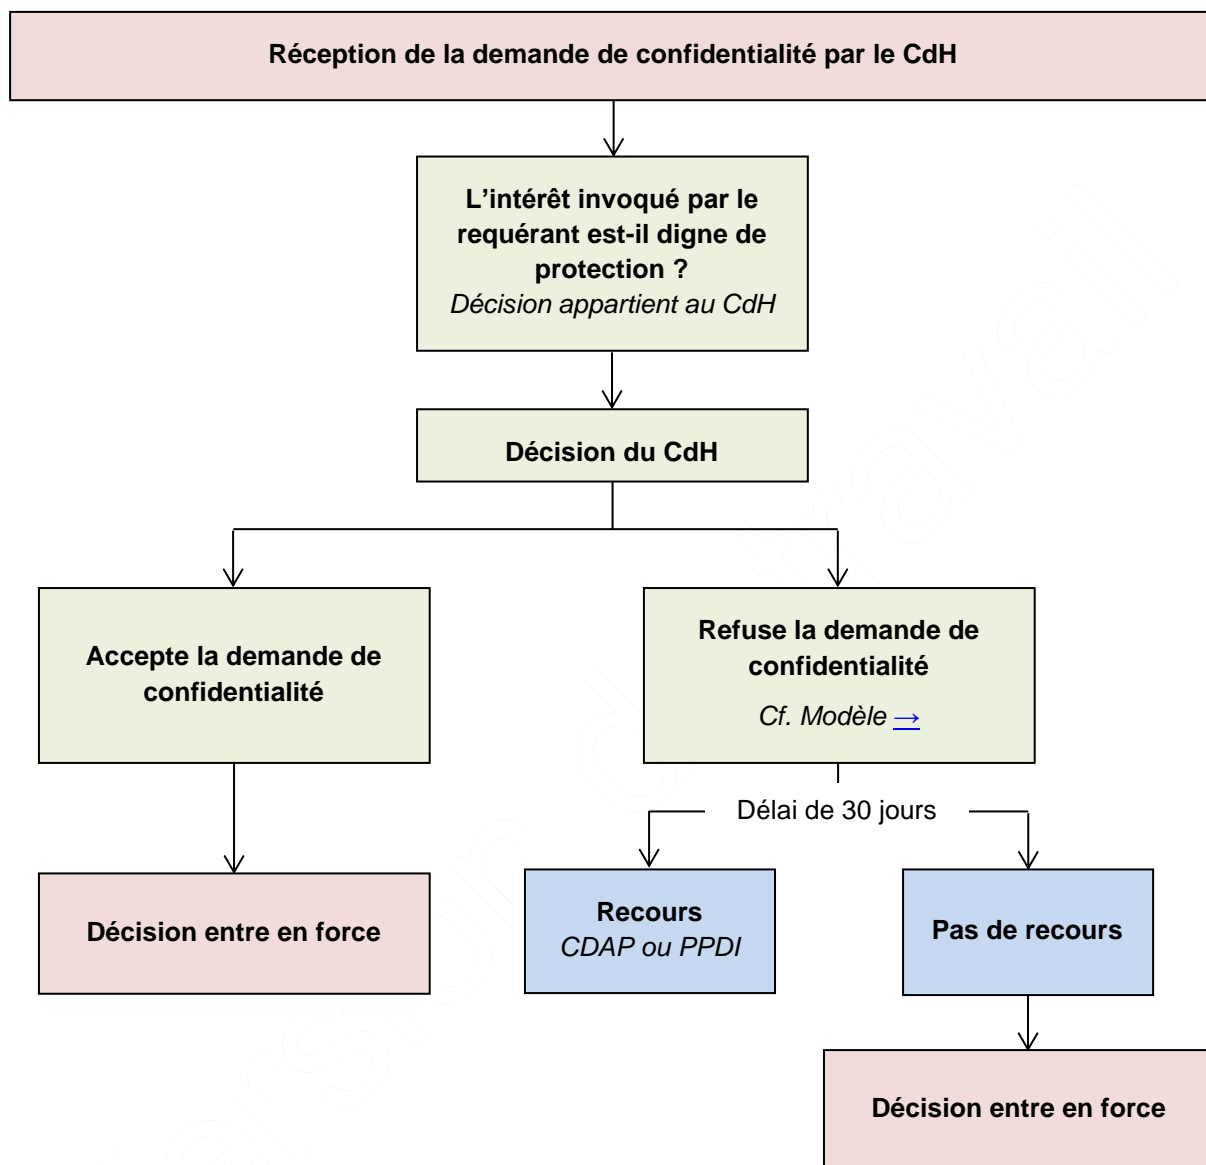 Réception de la demande de confidentialité par le CdH
L’intérêt invoqué par le
requérant est-il digne de
protection ?
Décision appartient au CdH
Décision du CdH
Accepte la demande de
confidentialité
Refuse la demande de
confidentialité
Cf. Modèle →
Délai de 30 jours
Décision entre en force
Recours
CDAP ou PPDI
Pas de recours
Décision entre en force
version de travail